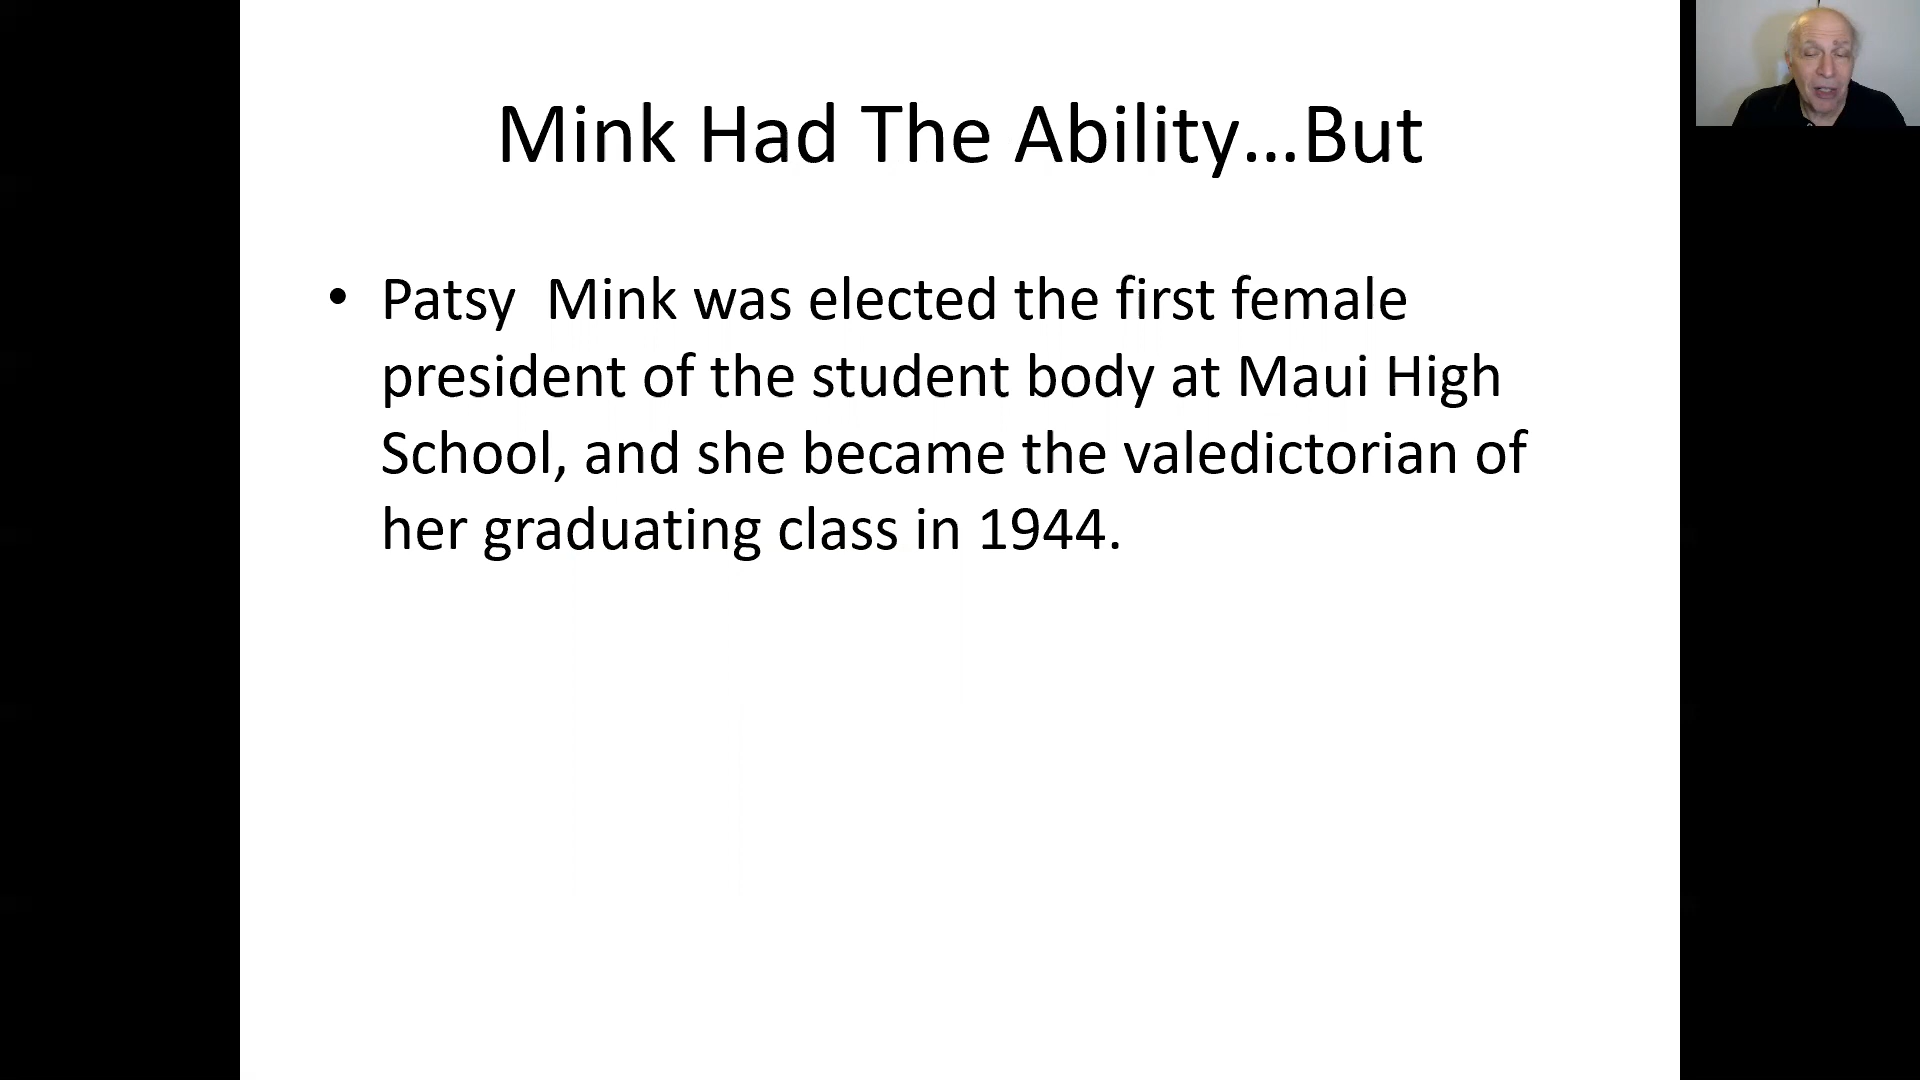 Mink Had The Ability...But
• Patsy  Mink was elected the first female
president of the student body at Maui High
School, and she became the valedictorian of
her graduating class in 1944.